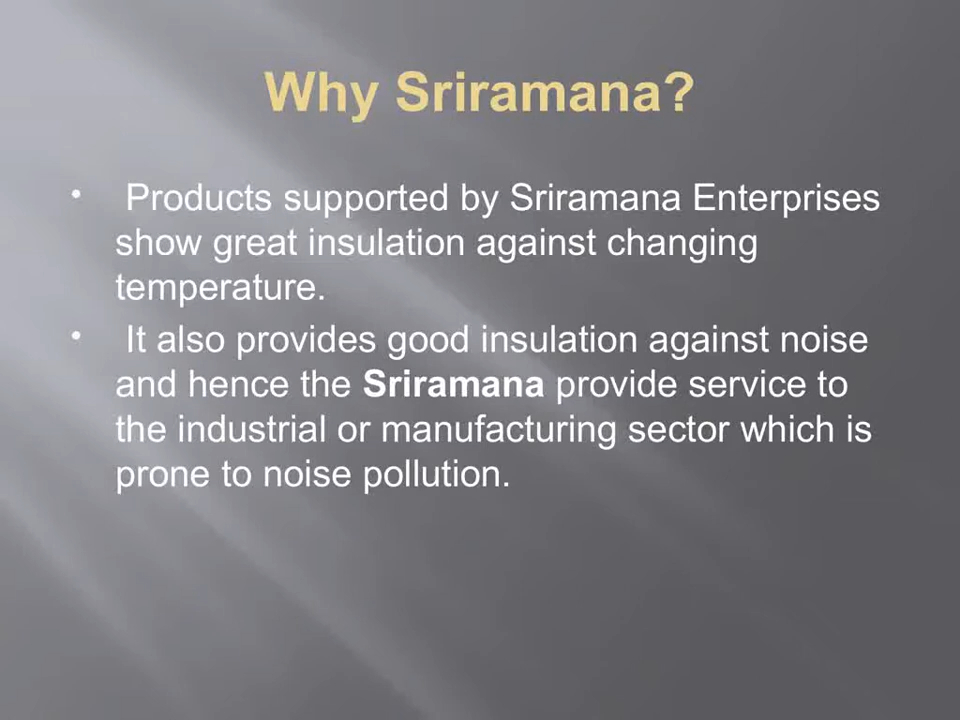 Why Sriramana?
• Products supported by Sriramana Enterprises
show great insulation against changing
temperature.
• It also provides good insulation against noise
and hence the Sriramana provide service to
the industrial or manufacturing sector which is
prone to noise pollution.